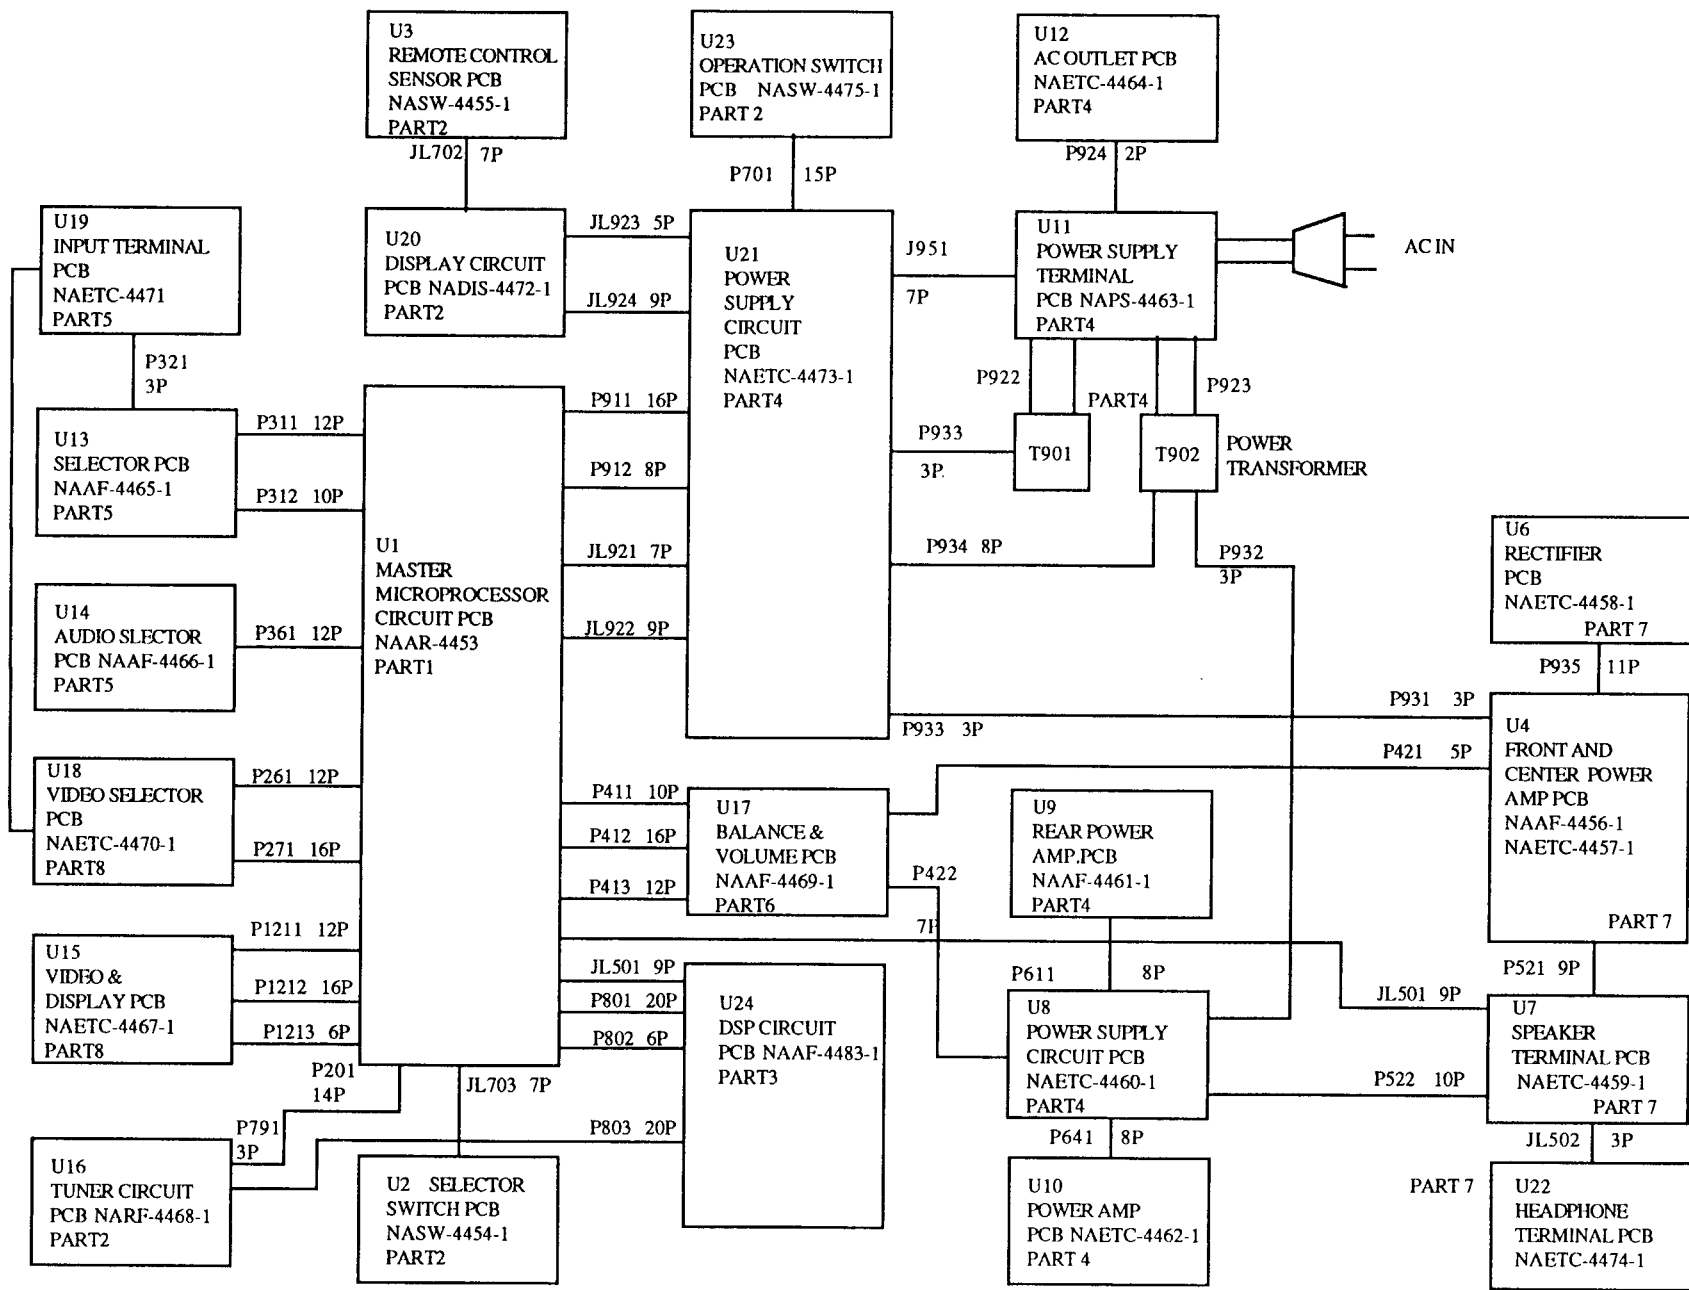 U3
REMOTE CONTROL
SENSOR PCB
NASW-4455-1
PART2
U23
OPERATION SWITCH
PCB NASW-4475-1
PART 2
U12
AC OUTLET PCB
NAETC-4464-1
PART4
JL702 7P
P701 15P
P924 2P
U19
INPUT TERMINAL
PCB
NAETC-4471
PART5
U20
DISPLAY CIRCUIT
PCB NADIS-4472-1
PART2
JL923 5P
JL924 9P
U21
POWER
SUPPLY
CIRCUIT
PCB
NAETC-4473-1
PART4
J951
7P
U11
POWER SUPPLY
TERMINAL
PCB NAPS-4463-1
PART4
AC IN
P321
3P
P922
PART4
P923
U13
SELECTOR PCB
NAAF-4465-1
PART5
P311 12P
P312 10P
P911 16P
P912 8P
JL921 7P
JL922 9P
P933
3P.
T901
T902
POWER
TRANSFORMER
P934 8P
P932
3P
U1
MASTER
MICROPROCESSOR
CIRCUIT PCB
NAAR-4453
PART1
U6
RECTIFIER
PCB
NAETC-4458-1
PART 7
U14
AUDIO SLECTOR
PCB NAAF-4466-1
PART5
P361 12P
P935 11P
P933 3P
P931 3P
P421 5P
U4
FRONT AND
CENTER POWER
AMP PCB
NAAF-4456-1
NAETC-4457-1
PART 7
U18
VIDEO SELECTOR
PCB
NAETC-4470-1
PART8
P261 12P
P271 16P
P411 10P
P412 16P
P413 12P
U17
BALANCE &
VOLUME PCB
NAAF-4469-1
PART6
P422
7P
U9
REAR POWER
AMP.PCB
NAAF-4461-1
PART4
U15
VIDEO &
DISPLAY PCB
NAETC-4467-1
PART8
P1211 12P
P1212 16P
P1213 6P
JL501 9P
P801 20P
P802 6P
U24
DSP CIRCUIT
PCB NAAF-4483-1
PART3
P611 8P
U8
POWER SUPPLY
CIRCUIT PCB
NAETC-4460-1
PART4
P521 9P
JL501 9P
P522 10P
U7
SPEAKER
TERMINAL PCB
NAETC-4459-1
PART 7
P201
14P
JL703 7P
P791
3P
P803 20P
P641 8P
JL502 3P
U16
TUNER CIRCUIT
PCB NARF-4468-1
PART2
U2 SELECTOR
SWITCH PCB
NASW-4454-1
PART2
U10
POWER AMP
PCB NAETC-4462-1
PART 4
PART 7
U22
HEADPHONE
TERMINAL PCB
NAETC-4474-1